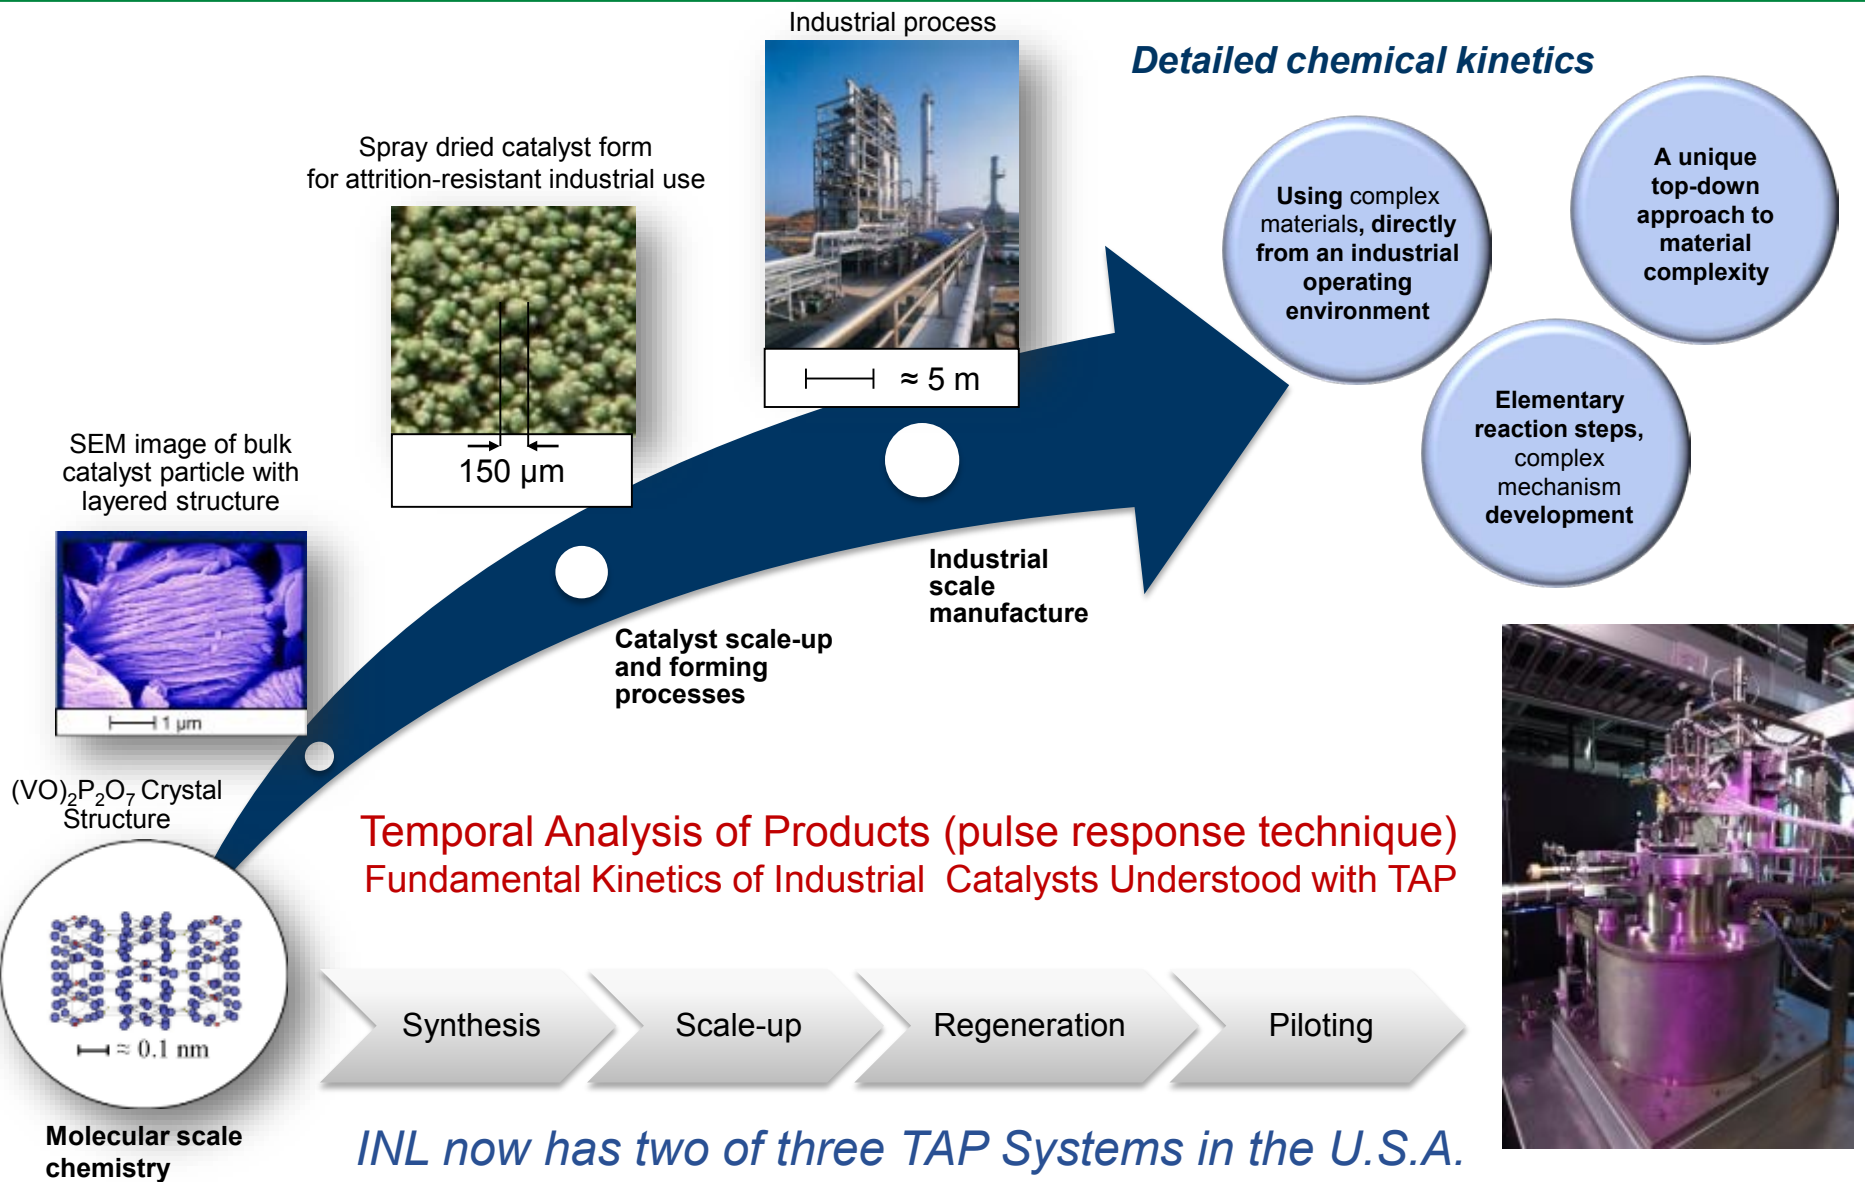 Industrial process
Detailed chemical kinetics
Spray dried catalyst form
for attrition-resistant industrial use
Using complex
materials, directly
from an industrial
operating
environment
A unique
top-down
approach to
material
complexity
≈ 5 m
Elementary
reaction steps,
complex
mechanism
development
SEM image of bulk
catalyst particle with
layered structure
150 µm
Industrial
scale
manufacture
Catalyst scale-up
and forming
processes
1 µm
(VO)₂P₂O₇ Crystal
Structure
Temporal Analysis of Products (pulse response technique)
Fundamental Kinetics of Industrial Catalysts Understood with TAP
≈ 0.1 nm
Synthesis
Scale-up
Regeneration
Piloting
Molecular scale
chemistry
INL now has two of three TAP Systems in the U.S.A.